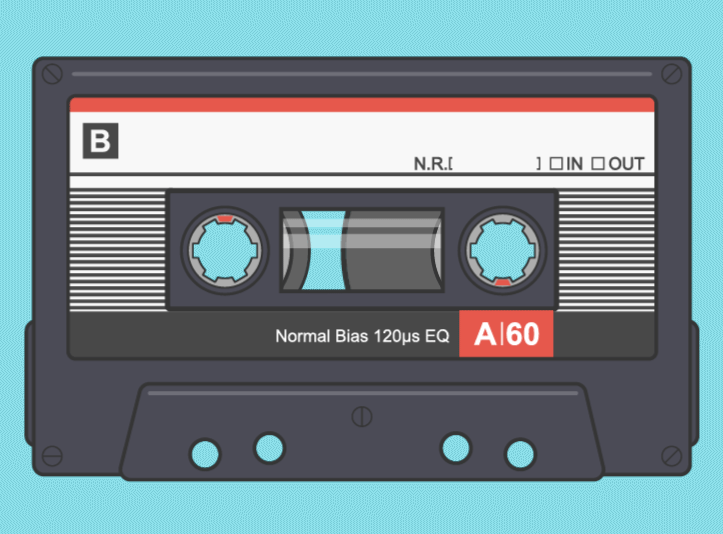 B
N.R.[ ] ☐IN ☐OUT
Normal Bias 120µs EQ A|60